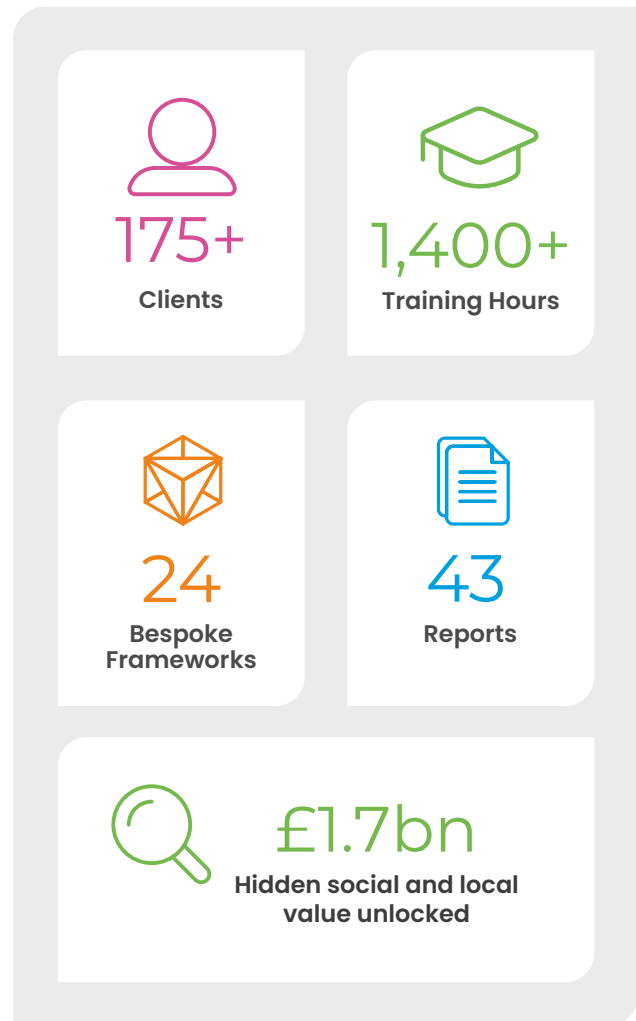 175+
Clients
1,400+
Training Hours
24
Bespoke
Frameworks
43
Reports
£1.7bn
Hidden social and local
value unlocked